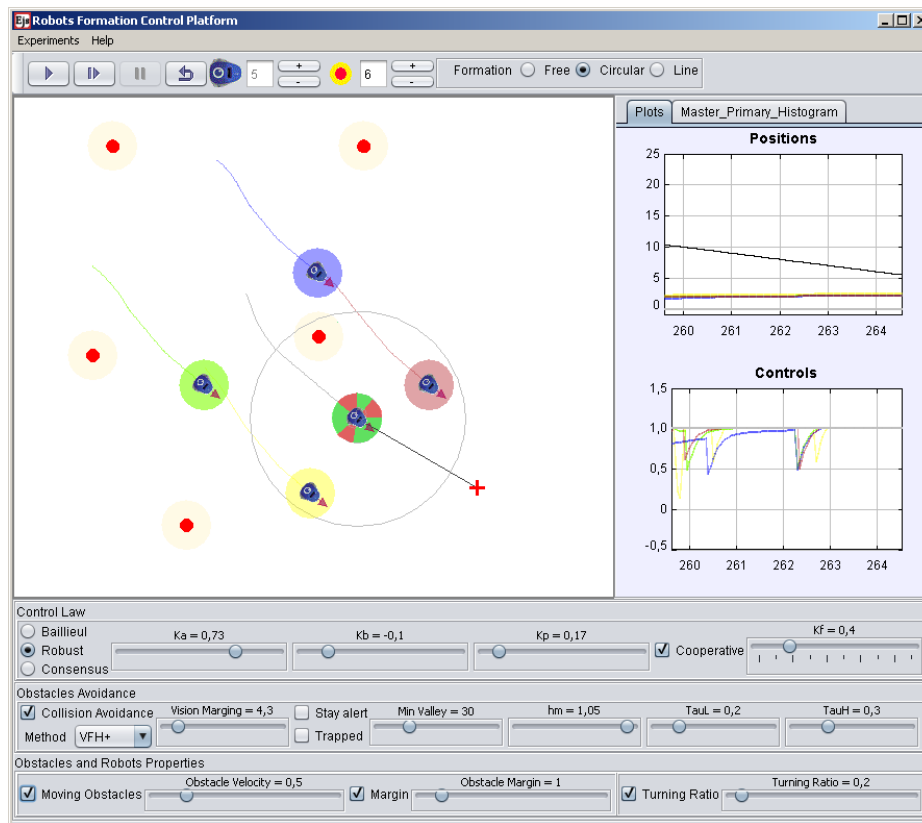 Ejs Robots Formation Control Platform
Experiments Help
5 + - 6 + - Formation Free Circular Line
Plots Master_Primary_Histogram
Positions
25
20
15
10
5
0
260 261 262 263 264
Controls
1,5
1,0
0,5
0
-0,5
260 261 262 263 264
Control Law
Baillieul
Robust
Consensus
Ka = 0,73
Kb = -0,1
Kp = 0,17
Cooperative
Kf = 0,4
Obstacles Avoidance
Collision Avoidance
Method VFH+
Vision Marging = 4,3
Stay alert
Trapped
Min Valley = 30
hm = 1,05
TauL = 0,2
TauH = 0,3
Obstacles and Robots Properties
Moving Obstacles
Obstacle Velocity = 0,5
Margin
Obstacle Margin = 1
Turning Ratio
Turning Ratio = 0,2